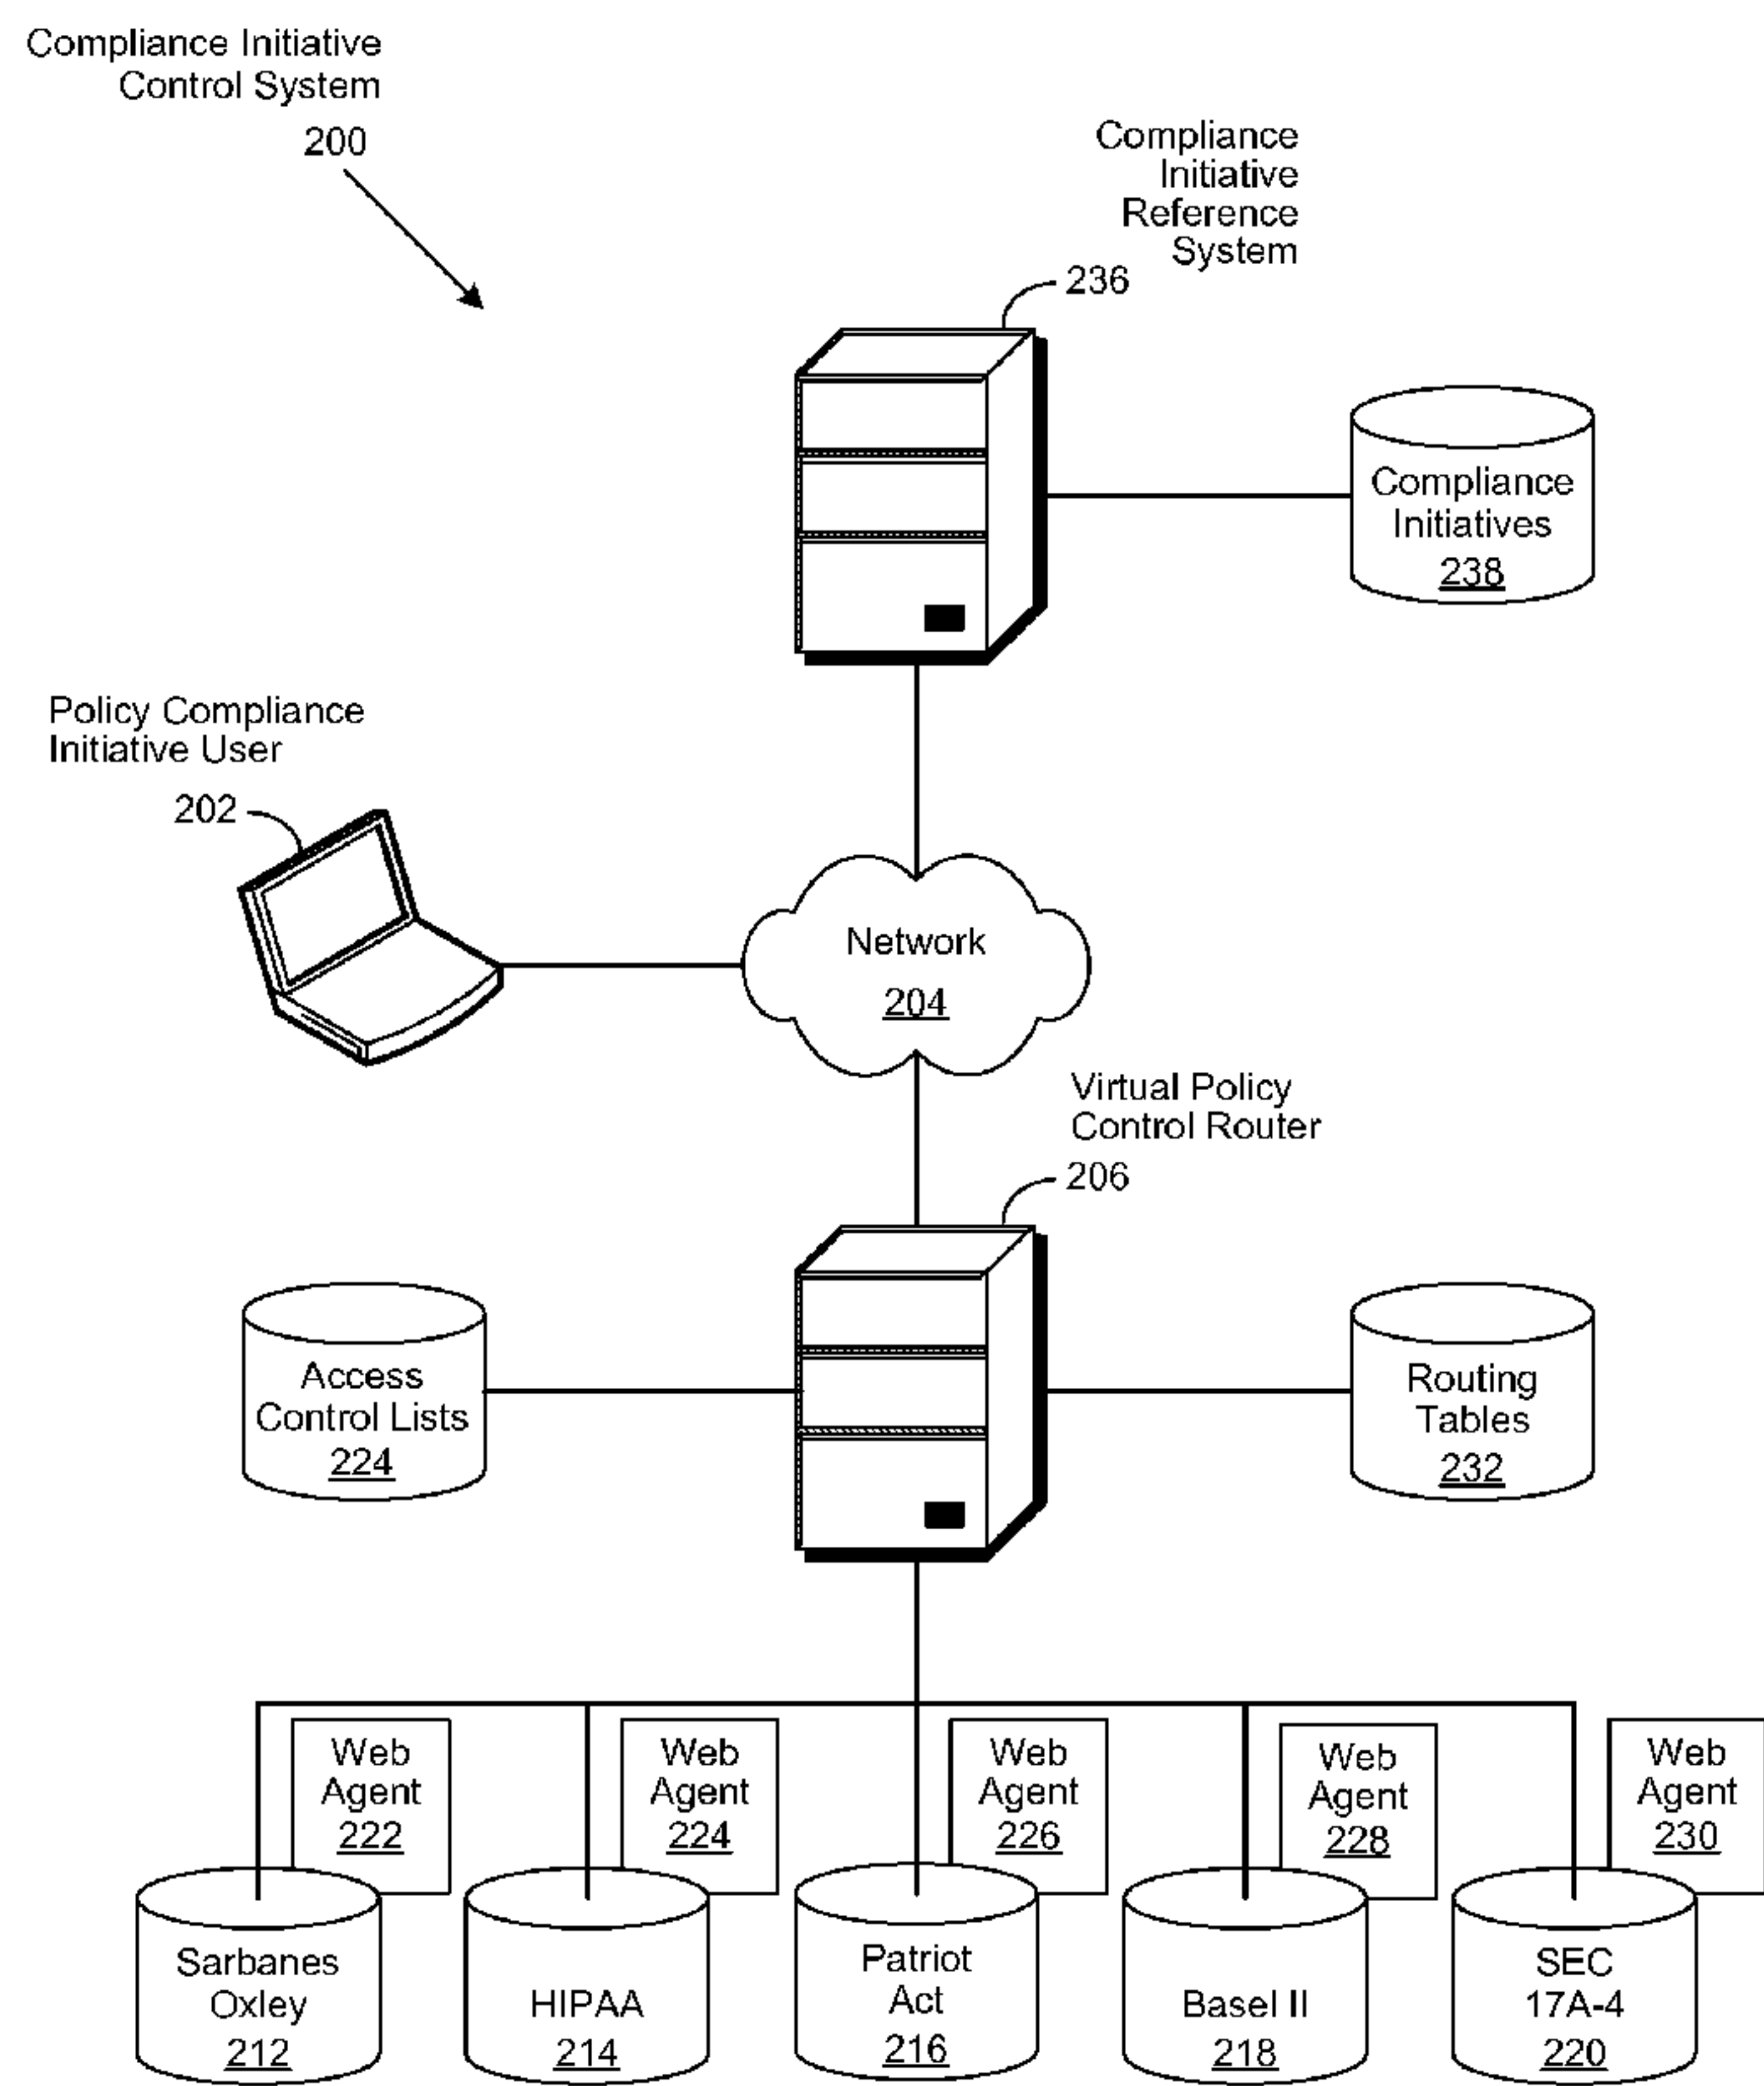 Compliance Initiative
Control System
200
Compliance
Initiative
Reference
System
236
Compliance
Initiatives
238
Policy Compliance
Initiative User
202
Network
204
Virtual Policy
Control Router
206
Access
Control Lists
224
Routing
Tables
232
Web
Agent
222
Web
Agent
224
Web
Agent
226
Web
Agent
228
Web
Agent
230
Sarbanes
Oxley
212
HIPAA
214
Patriot
Act
216
Basel II
218
SEC
17A-4
220